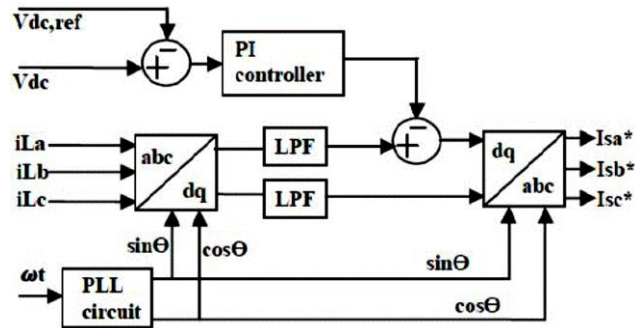 Vdc,ref
Vdc
PI
controller
iLa
iLb
iLc
abc
dq
LPF
LPF
dq
abc
Isa*
Isb*
Isc*
sinΘ
cosΘ
sinΘ
cosΘ
ωt
PLL
circuit